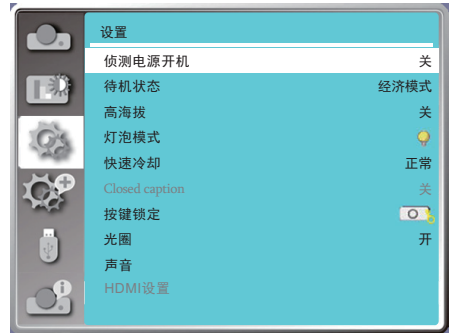 设置
侦测电源开机 关
待机状态 经济模式
高海拔 关
灯泡模式
快速冷却 正常
Closed caption 关
按键锁定
光圈 开
声音
HDMI设置